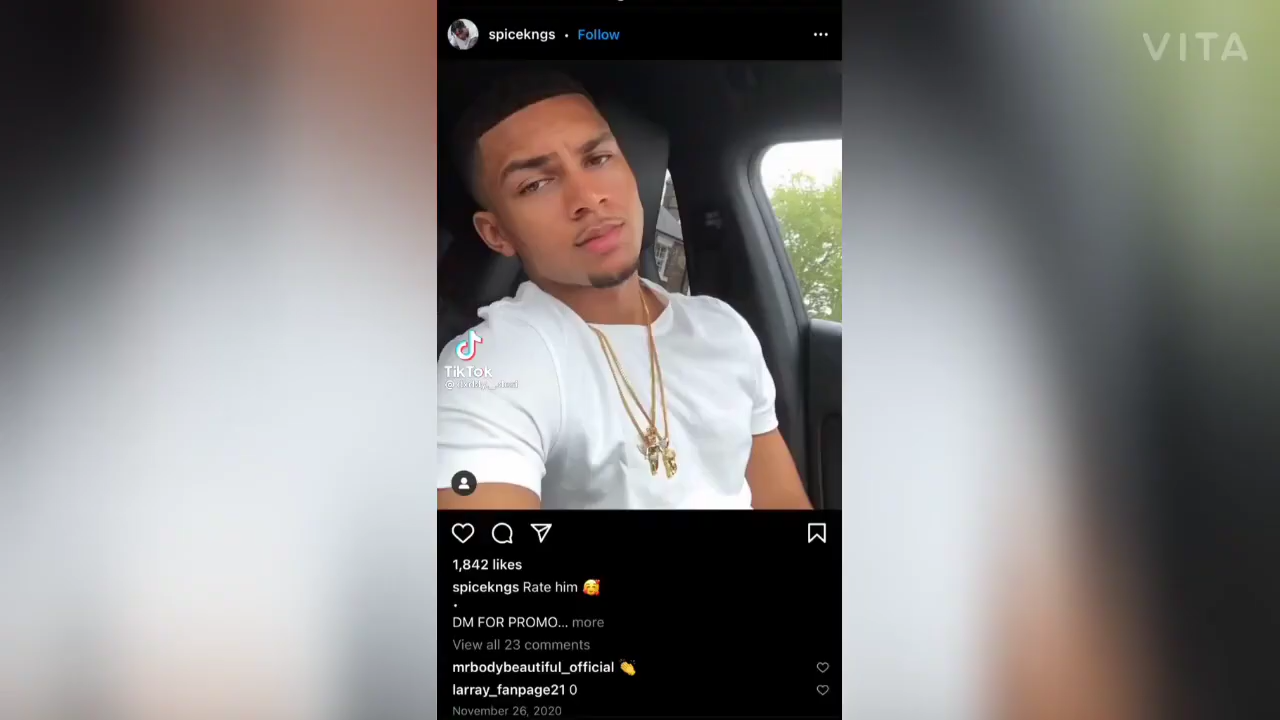 spicekngs • Follow
VITA
TikTok
1,842 likes
spicekngs Rate him 🥰
.
DM FOR PROMO... more
View all 23 comments
mrbodybeautiful_official 👏
larray_fanpage21 0
November 26, 2020